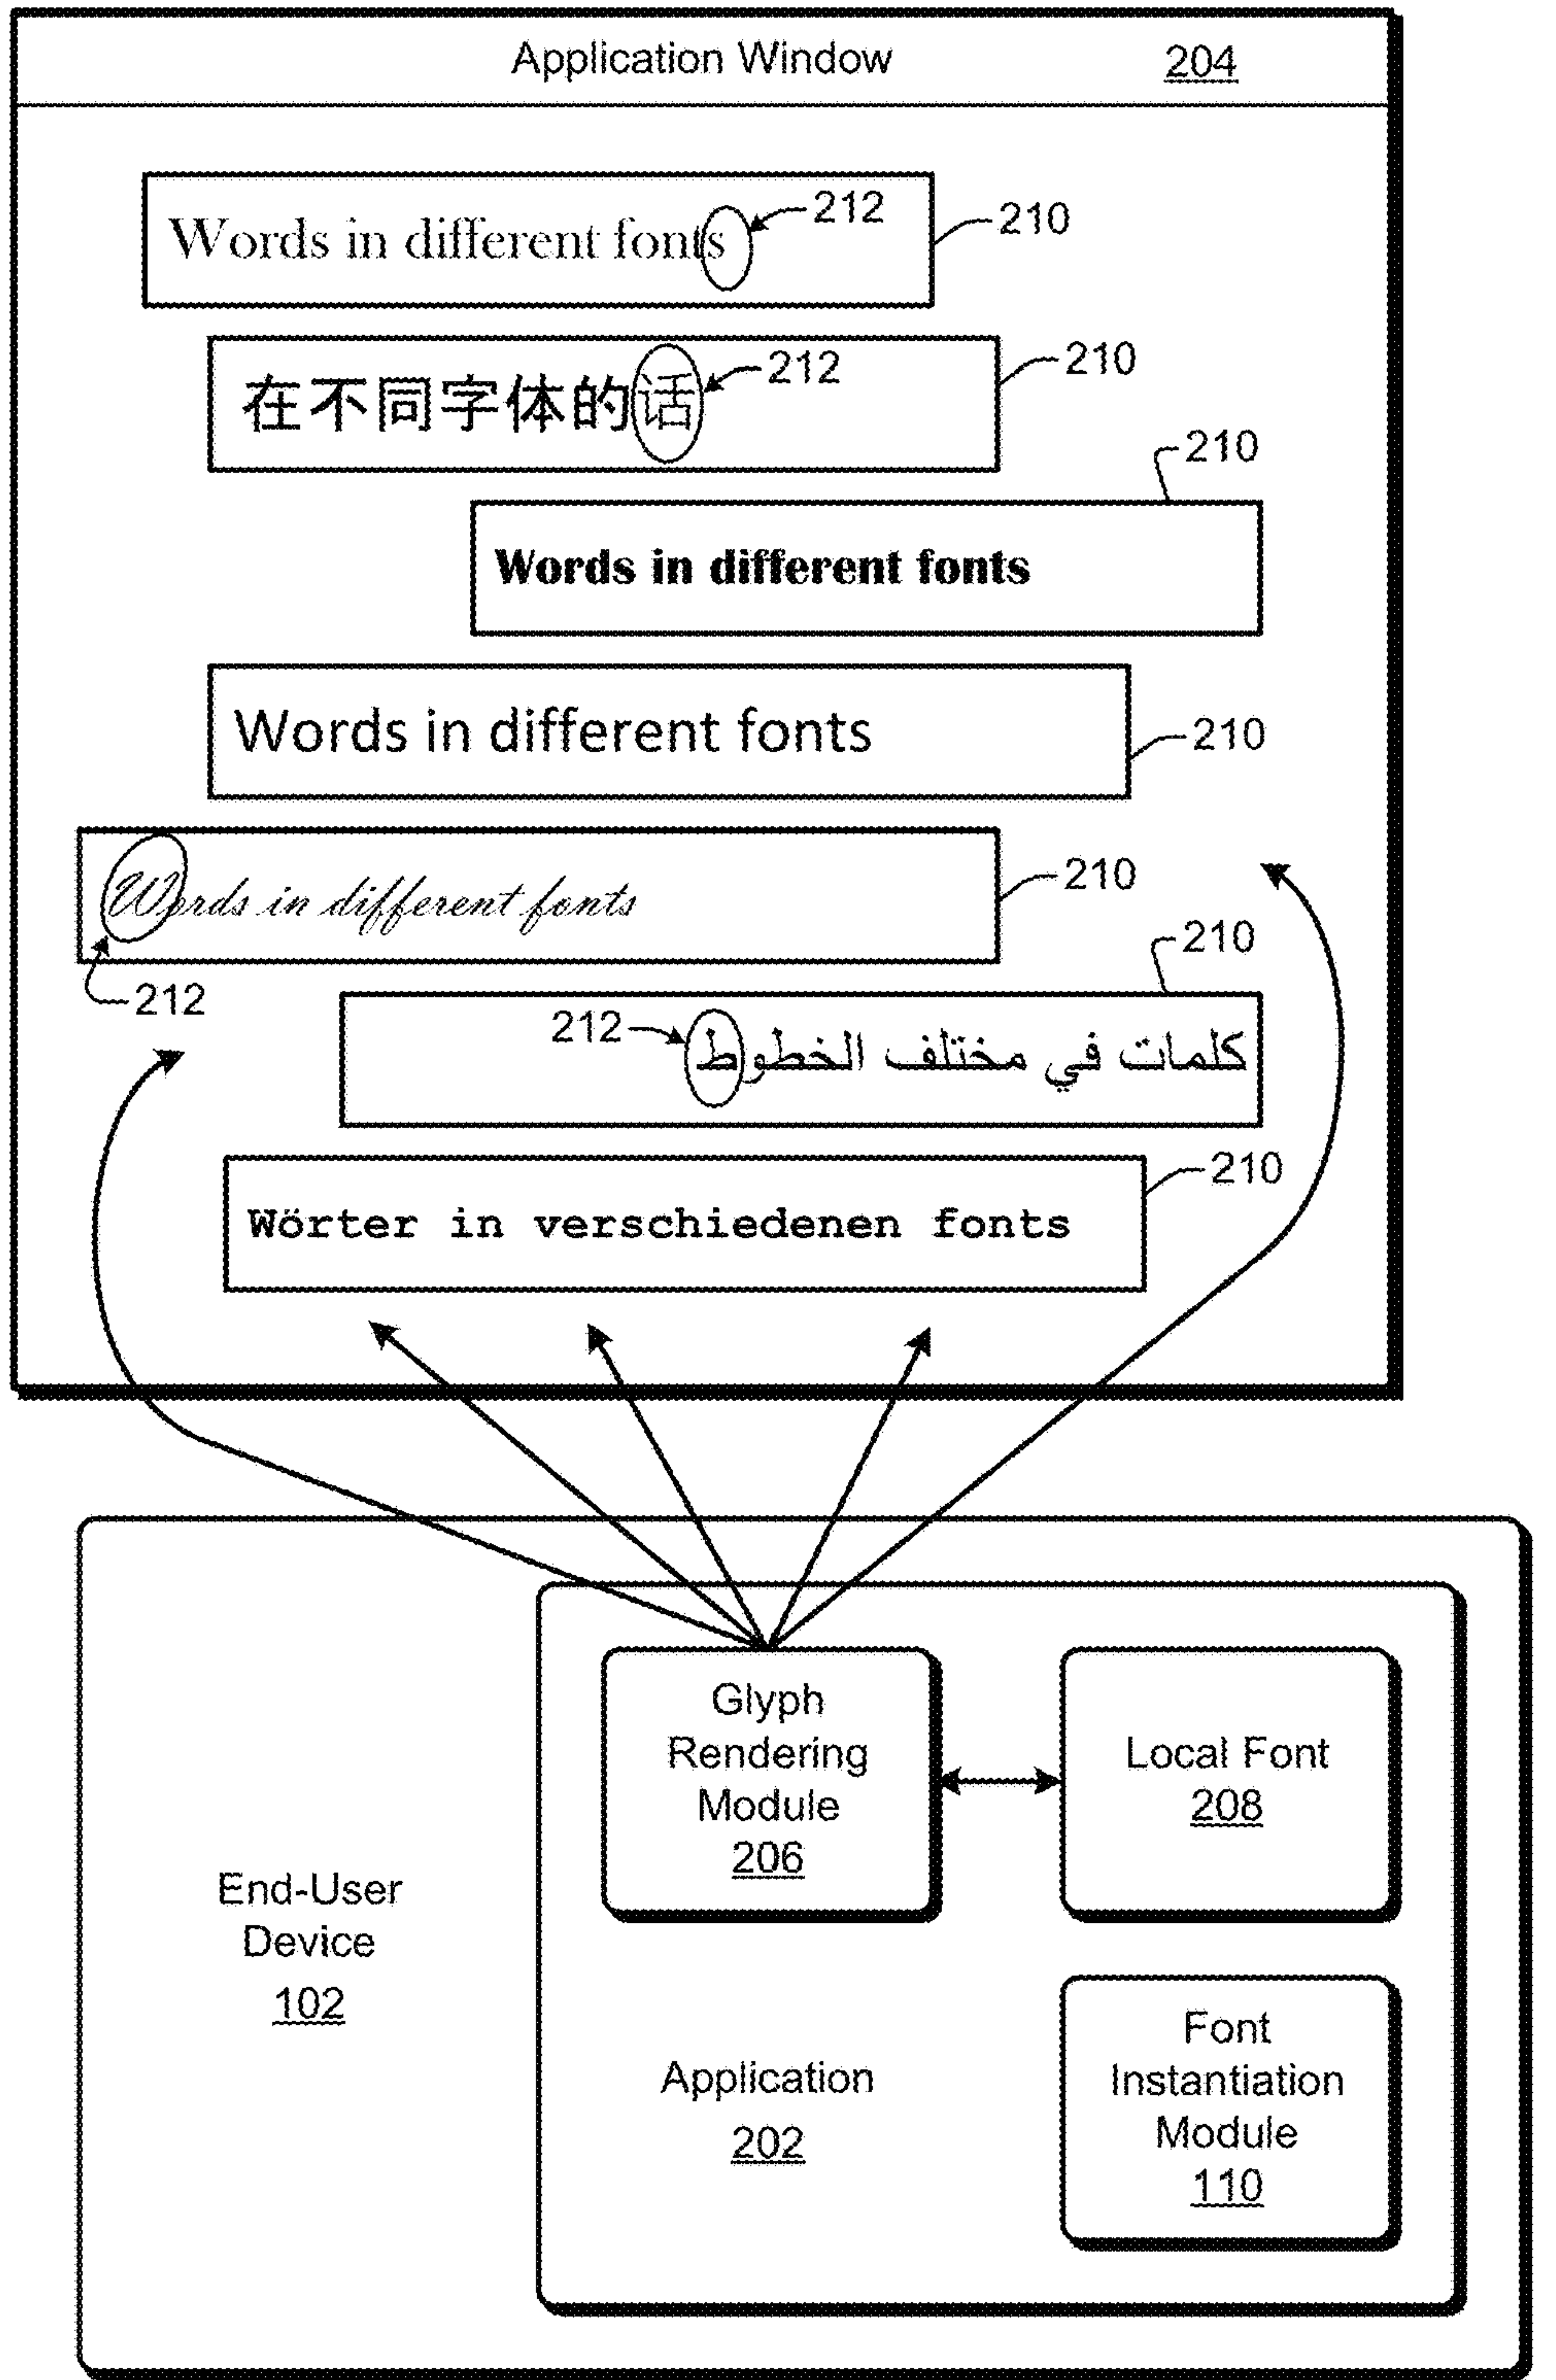 Application Window 204
Words in different fonts 212 210
在不同字体的话 212 210
210
Words in different fonts
Words in different fonts 210
Words in different fonts 210
212
210
212 كلمات في مختلف الخطوط
210
Wörter in verschiedenen fonts
Glyph
Rendering
Module
206
Local Font
208
End-User
Device
102
Application
202
Font
Instantiation
Module
110